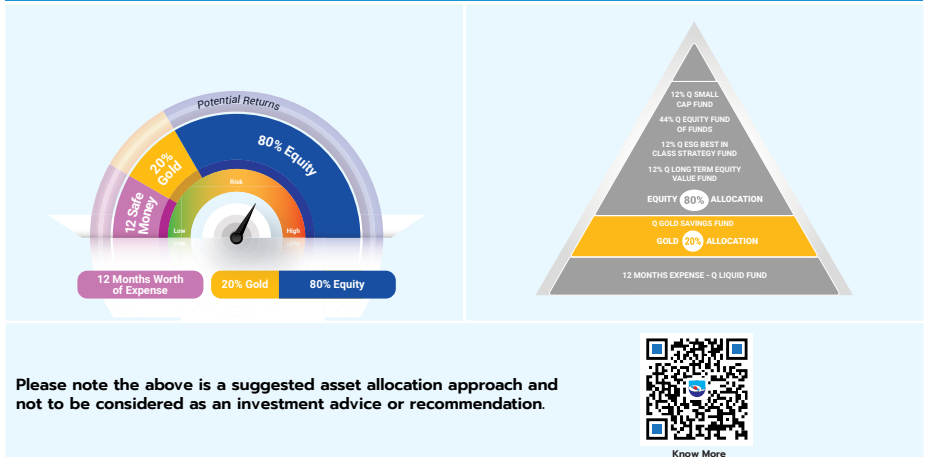 Potential Returns
80% Equity
20%
Gold
12 Safe
Money
Risk
Low
High
12 Months Worth
of Expense
20% Gold
80% Equity
12% Q SMALL
CAP FUND
44% Q EQUITY FUND
OF FUNDS
12% Q ESG BEST IN
CLASS STRATEGY FUND
12% Q LONG TERM EQUITY
VALUE FUND
EQUITY 80% ALLOCATION
Q GOLD SAVINGS FUND
GOLD 20% ALLOCATION
12 MONTHS EXPENSE - Q LIQUID FUND
Please note the above is a suggested asset allocation approach and
not to be considered as an investment advice or recommendation.
Know More